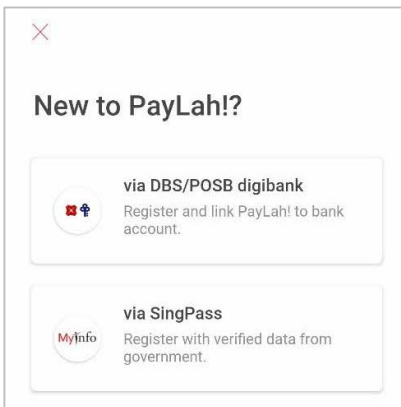 New to PayLah!?
via DBS/POSB digibank
Register and link PayLah! to bank
account.
via SingPass
MyInfo
Register with verified data from
government.